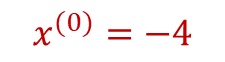 x^{(0)} = −4